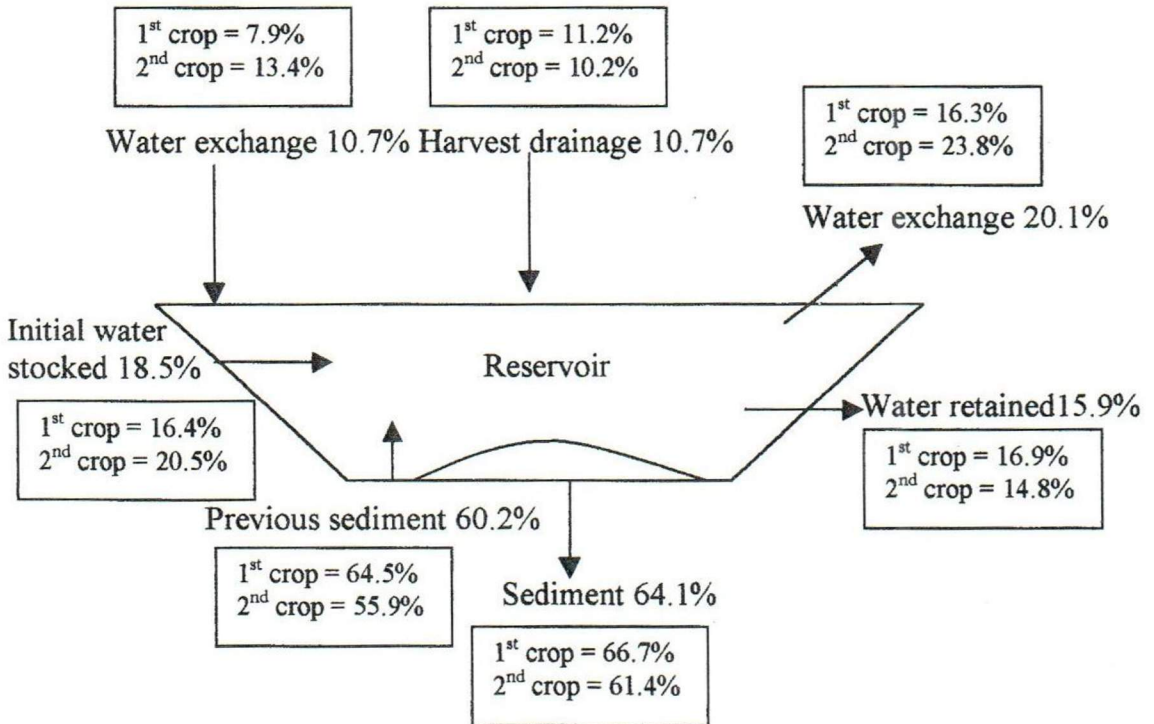 1st crop = 7.9%
2nd crop = 13.4%
1st crop = 11.2%
2nd crop = 10.2%
Water exchange 10.7%
Harvest drainage 10.7%
1st crop = 16.3%
2nd crop = 23.8%
Water exchange 20.1%
Initial water
stocked 18.5%
1st crop = 16.4%
2nd crop = 20.5%
Reservoir
Water retained15.9%
1st crop = 16.9%
2nd crop = 14.8%
Previous sediment 60.2%
1st crop = 64.5%
2nd crop = 55.9%
Sediment 64.1%
1st crop = 66.7%
2nd crop = 61.4%